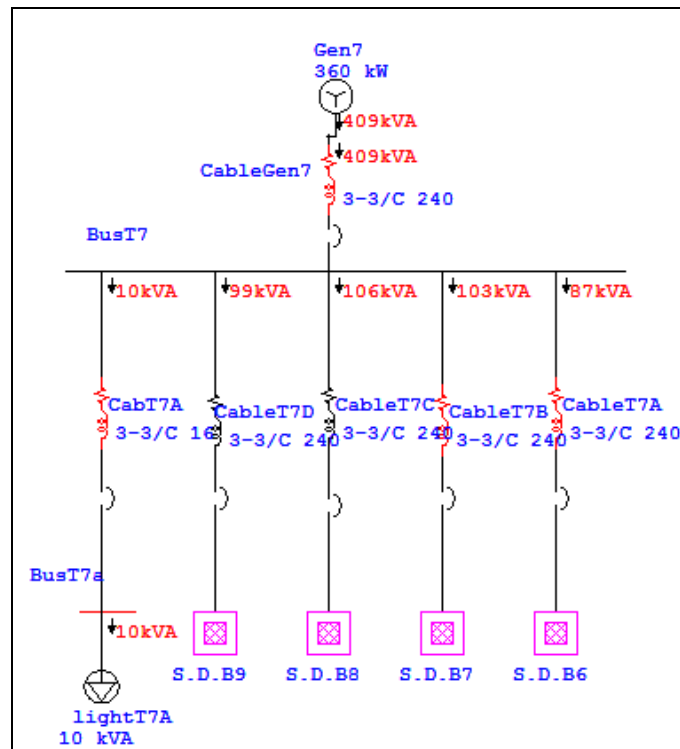 Gen7
360 kW
409kVA
409kVA
CableGen7
3-3/C 240
BusT7
10kVA 99kVA 106kVA 103kVA 87kVA
CabT7A CableT7D CableT7C CableT7B CableT7A
3-3/C 16 3-3/C 240 3-3/C 240 3-3/C 240 3-3/C 240
BusT7a
10kVA
S.D.B9 S.D.B8 S.D.B7 S.D.B6
lightT7A
10 kVA